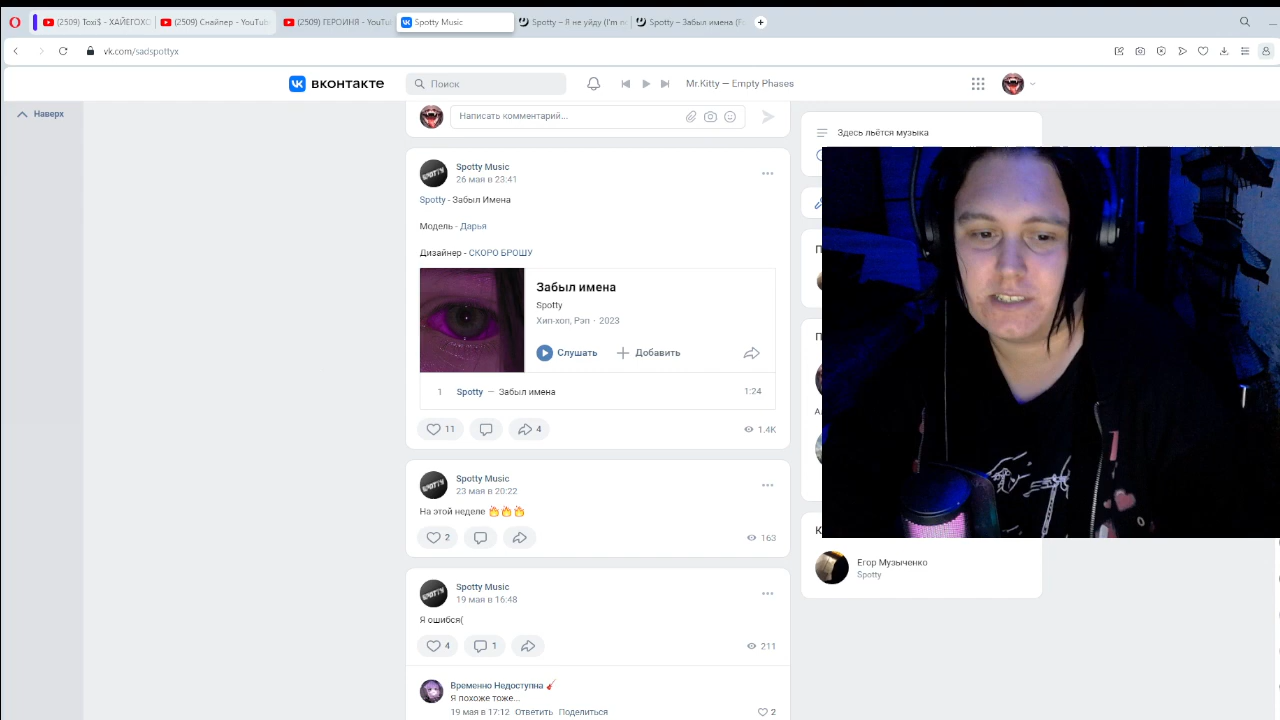 (2509) Toxi$ - ХАЙЕГОХО
(2509) Снайпер - YouTub
(2509) ГЕРОИНЯ - YouTu
Spotty Music
Spotty – Я не уйду (I'm no
Spotty – Забыл имена (Fo
vk.com/sadspottyx
вконтакте
Поиск
Mr.Kitty — Empty Phases
Наверх
Написать комментарий...
Здесь льётся музыка
Spotty Music
26 мая в 23:41
Spotty - Забыл Имена
Модель - Дарья
Дизайнер - СКОРО БРОШУ
Забыл имена
Spotty
Хип-хоп, Рэп · 2023
Слушать
Добавить
1 Spotty — Забыл имена 1:24
11
4
1.4K
Spotty Music
23 мая в 20:22
На этой неделе 🔥🔥🔥
2
163
Егор Музыченко
Spotty
Spotty Music
19 мая в 16:48
Я ошибся(
4
1
211
Временно Недоступна 🎸
Я похоже тоже...
19 мая в 17:12 Ответить Поделиться
2